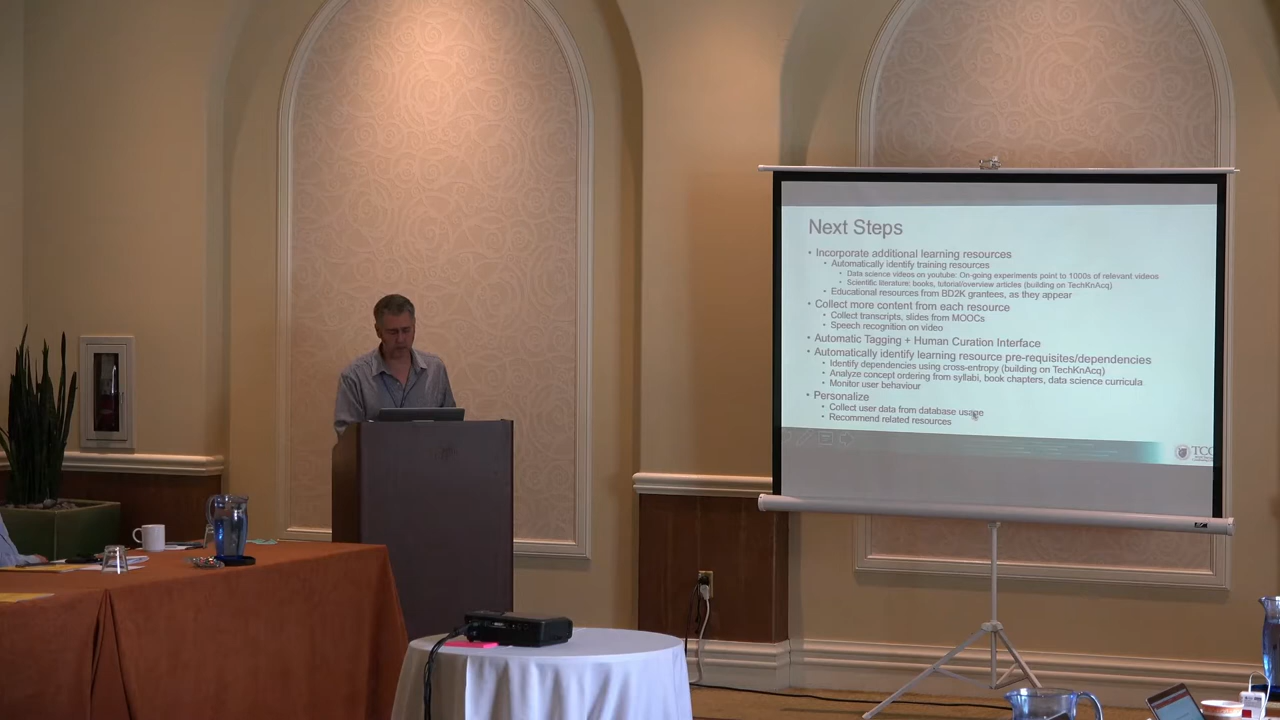 Next Steps
• Incorporate additional learning resources
• Automatically identify training resources
• Data science videos on youtube: On-going experiments point to 1000s of relevant videos
• Scientific literature: books, tutorial/overview articles (building on TechKnAcq)
• Educational resources from BD2K grantees, as they appear
• Collect more content from each resource
• Collect transcripts, slides from MOOCs
• Speech recognition on video
• Automatic Tagging + Human Curation Interface
• Automatically identify learning resource pre-requisites/dependencies
• Identify dependencies using cross-entropy (building on TechKnAcq)
• Analyze concept ordering from syllabi, book chapters, data science curricula
• Monitor user behaviour
• Personalize
• Collect user data from database usage
• Recommend related resources